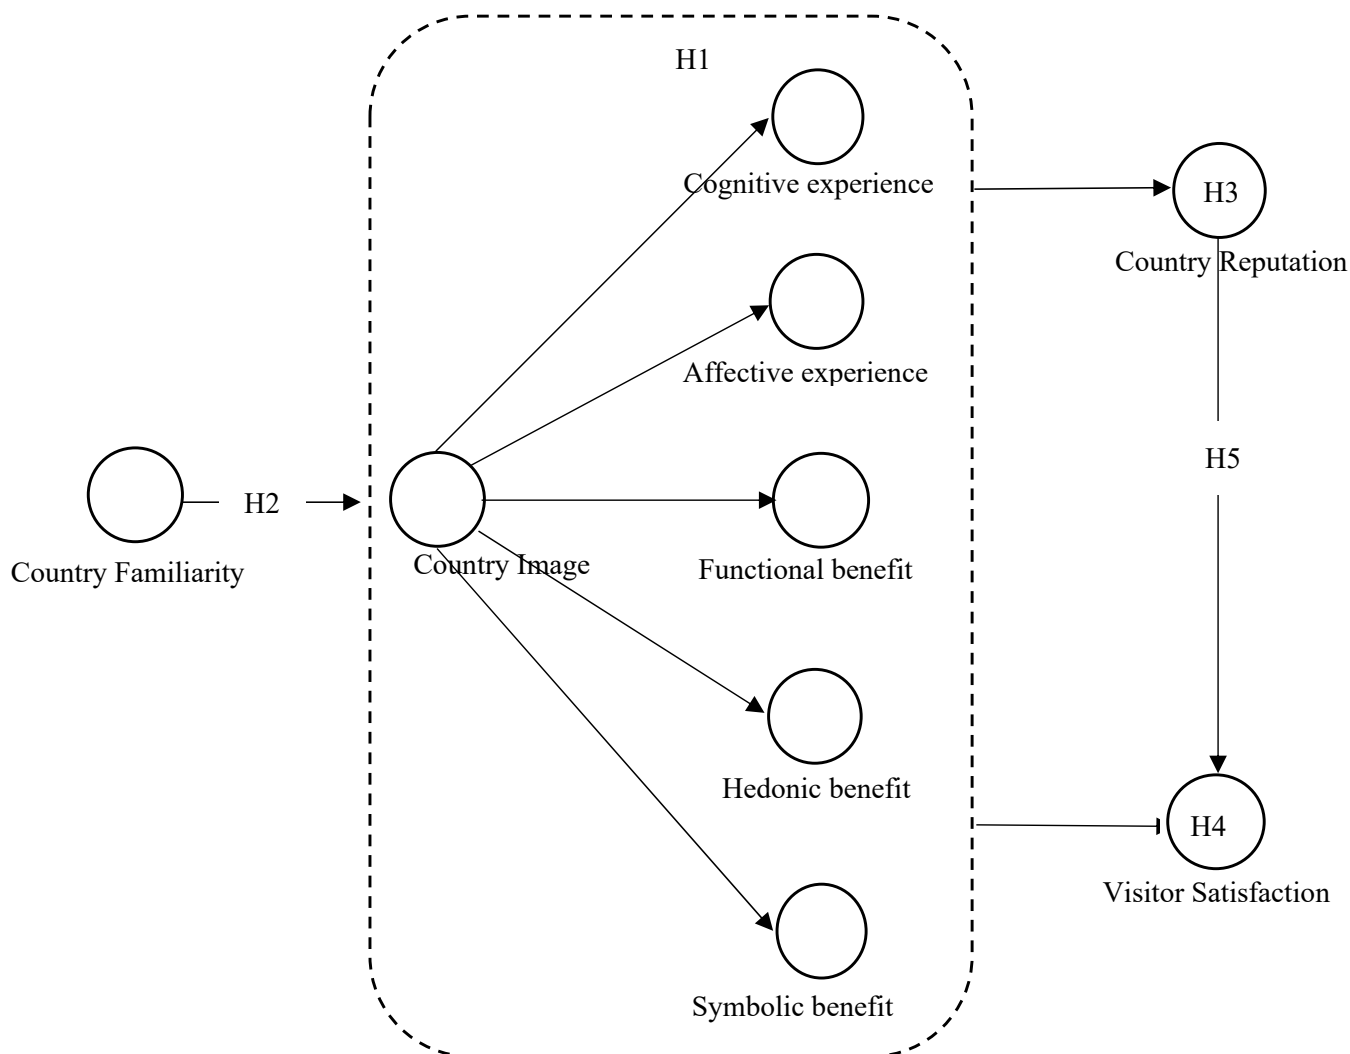 H1
Cognitive experience
H3
Country Reputation
Affective experience
H5
H2
Country Familiarity
Country Image
Functional benefit
Hedonic benefit
H4
Visitor Satisfaction
Symbolic benefit